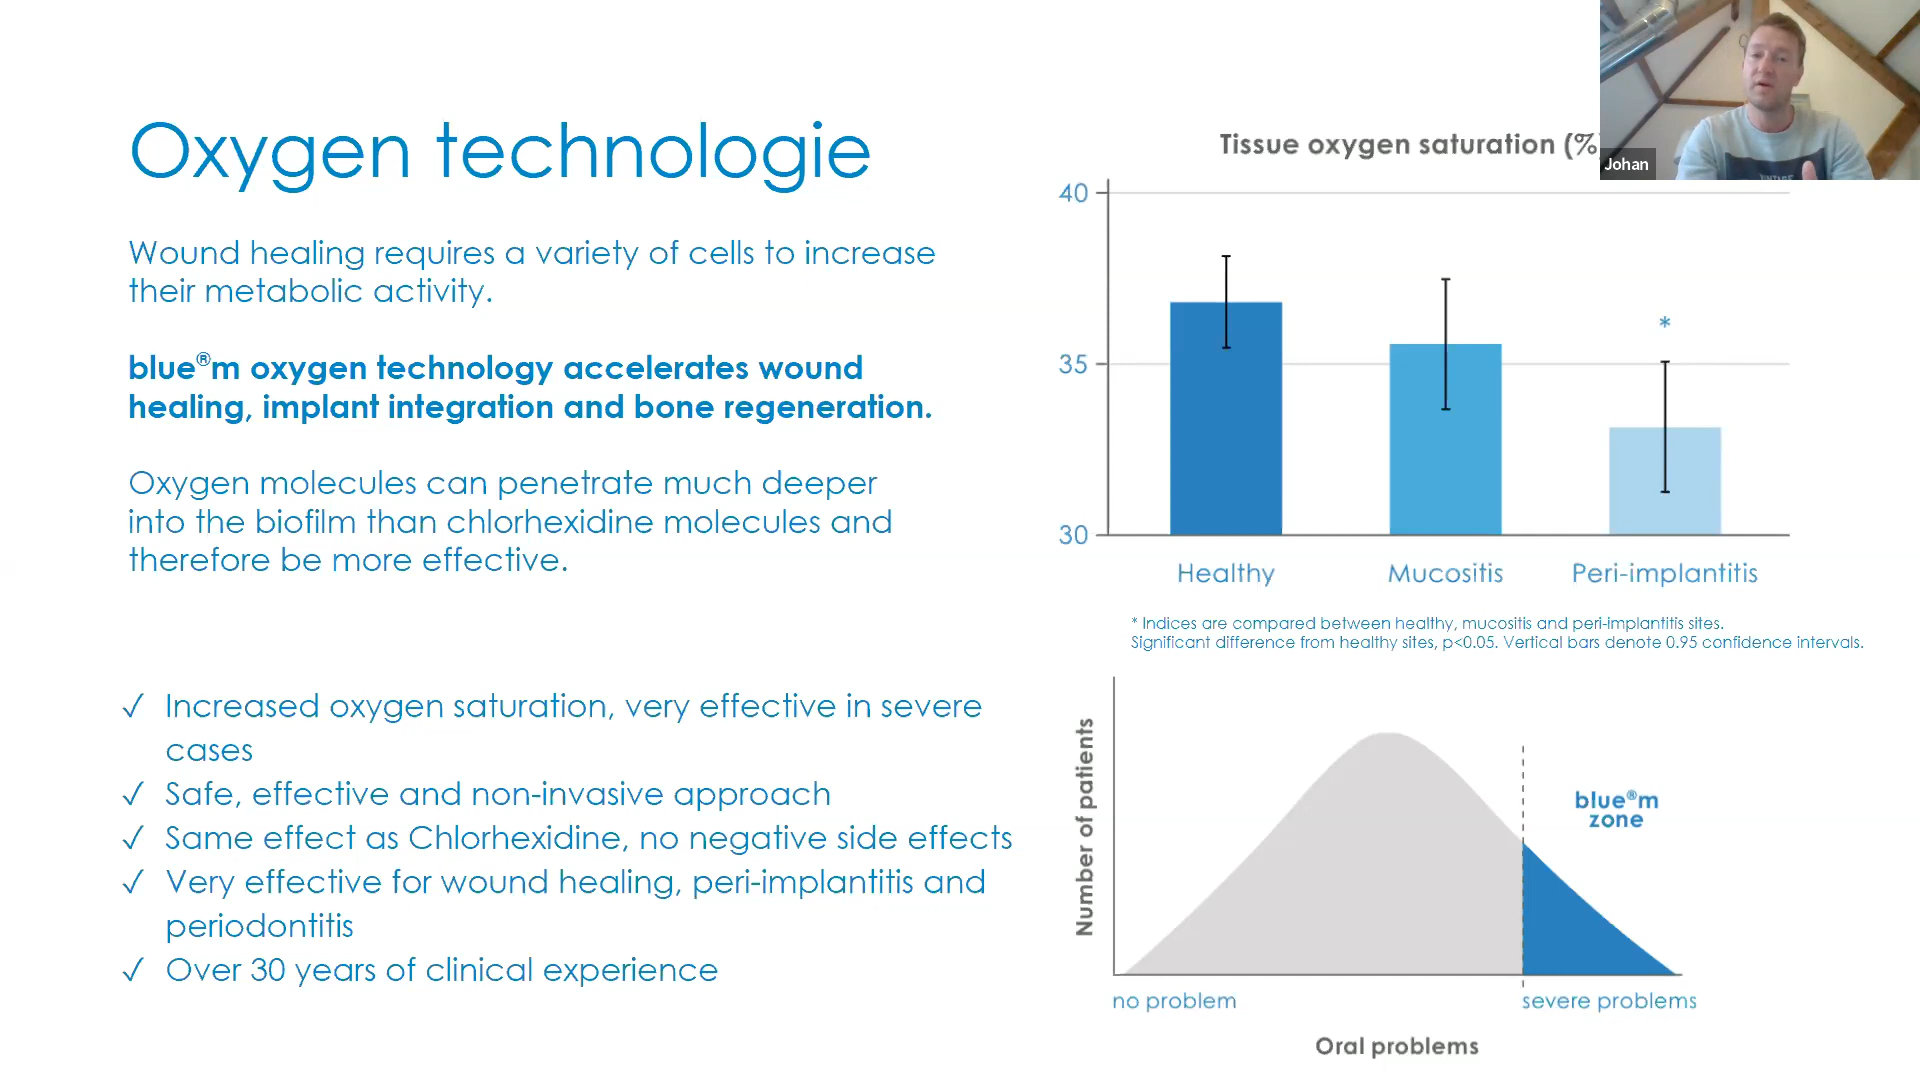 Oxygen technologie
Wound healing requires a variety of cells to increase
their metabolic activity.
blue®m oxygen technology accelerates wound
healing, implant integration and bone regeneration.
Oxygen molecules can penetrate much deeper
into the biofilm than chlorhexidine molecules and
therefore be more effective.
✓ Increased oxygen saturation, very effective in severe
cases
✓ Safe, effective and non-invasive approach
✓ Same effect as Chlorhexidine, no negative side effects
✓ Very effective for wound healing, peri-implantitis and
periodontitis
✓ Over 30 years of clinical experience
Tissue oxygen saturation (%
Johan
40
35
30
*
Healthy Mucositis Peri-implantitis
* Indices are compared between healthy, mucositis and peri-implantitis sites.
Significant difference from healthy sites, p<0.05. Vertical bars denote 0.95 confidence intervals.
Number of patients
blue®m
zone
no problem severe problems
Oral problems